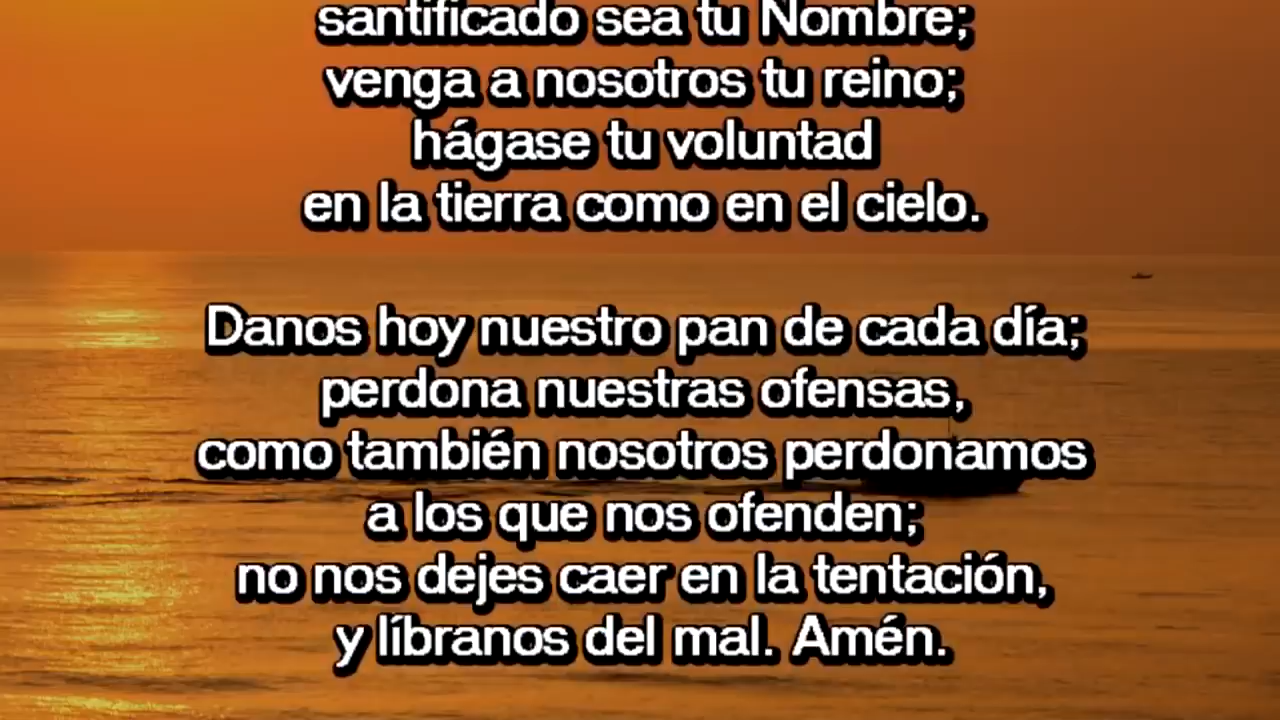 santificado sea tu Nombre;
venga a nosotros tu reino;
hágase tu voluntad
en la tierra como en el cielo.
Danos hoy nuestro pan de cada día;
perdona nuestras ofensas,
como también nosotros perdonamos
a los que nos ofenden;
no nos dejes caer en la tentación,
y líbranos del mal. Amén.